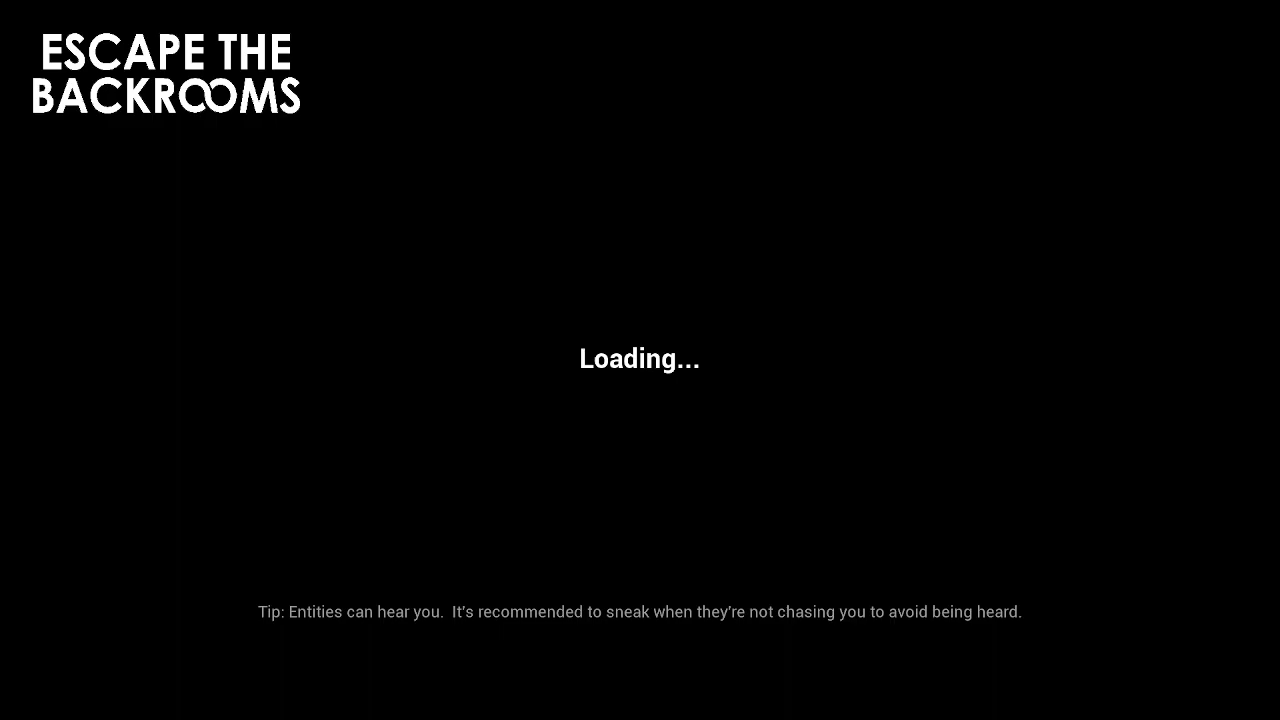 ESCAPE THE
BACKROOMS
Loading...
Tip: Entities can hear you.  It's recommended to sneak when they're not chasing you to avoid being heard.